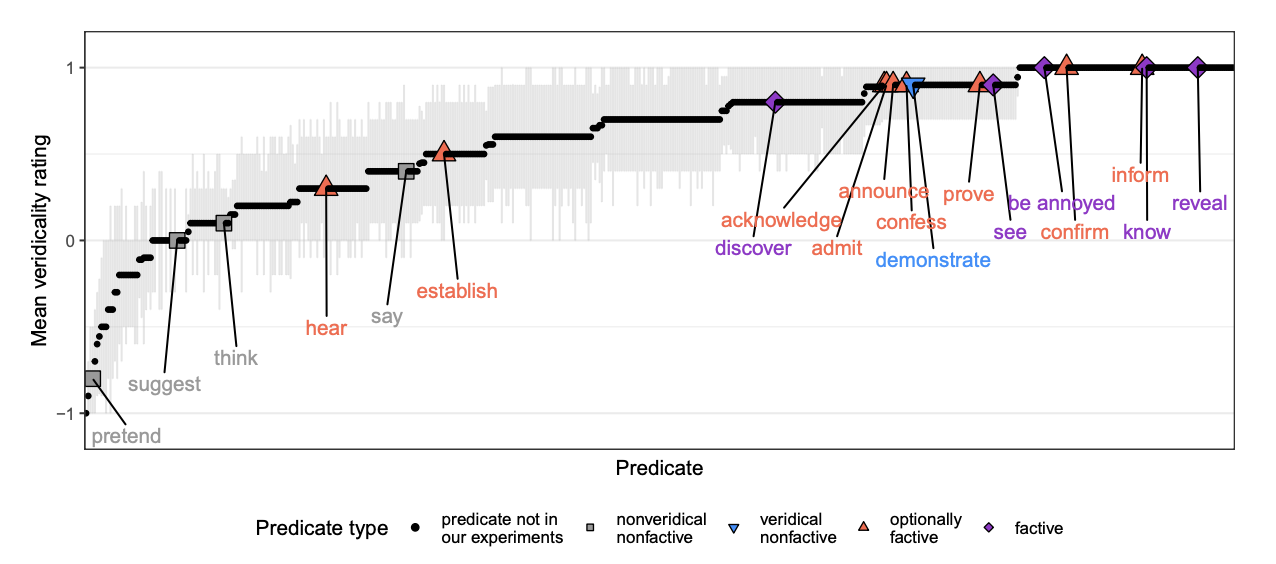 Mean veridicality rating
1
0
−1
announce
inform
prove
be annoyed
reveal
acknowledge
confess
see
confirm
know
discover
admit
demonstrate
establish
say
hear
think
suggest
pretend
Predicate
Predicate type
predicate not in
our experiments
nonveridical
nonfactive
veridical
nonfactive
optionally
factive
factive